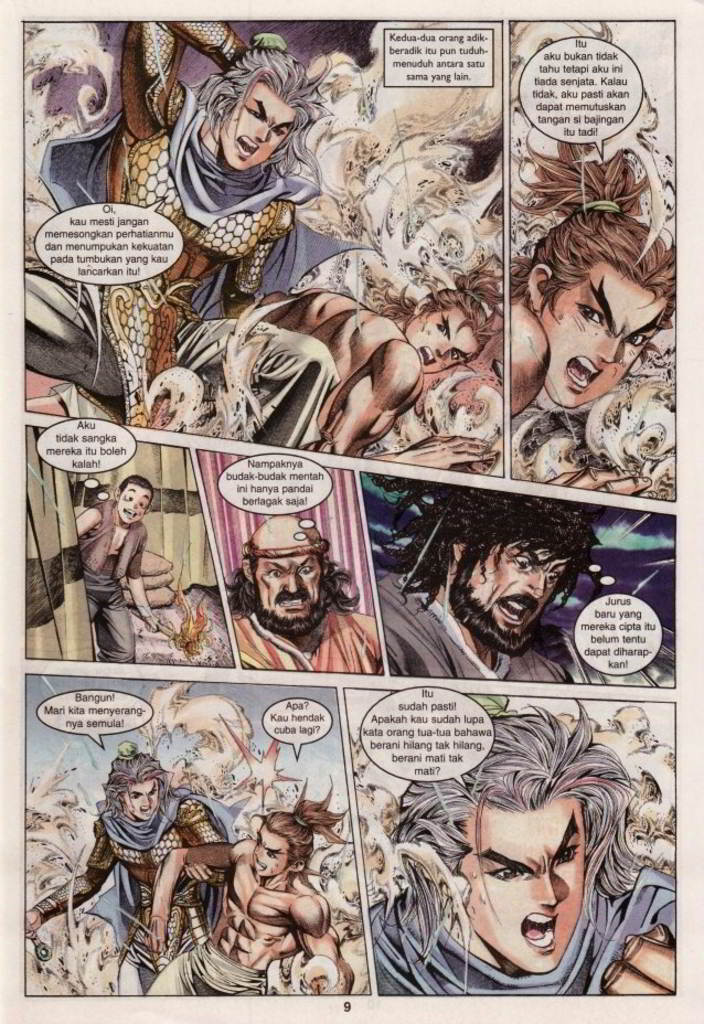 Kedua-dua orang adik-
beradik itu pun tuduh-
menuduh antara satu
sama yang lain.
Oi,
kau mesti jangan
memesongkan perhatianmu
dan menumpukan kekuatan
pada tumbukan yang kau
lancarkan itu!
Itu
aku bukan tidak
tahu tetapi aku ini
tiada senjata. Kalau
tidak, aku pasti akan
dapat memutuskan
tangan si bajingan
itu tadi!
Aku
tidak sangka
mereka itu boleh
kalah!
Nampaknya
budak-budak mentah
ini hanya pandai
berlagak saja!
Jurus
baru yang
mereka cipta itu
belum tentu
dapat diharap-
kan!
Bangun!
Mari kita menyerang-
nya semula!
Apa?
Kau hendak
cuba lagi?
Itu
sudah pasti!
Apakah kau sudah lupa
kata orang tua-tua bahawa
berani hilang tak hilang,
berani mati tak
mati?
9